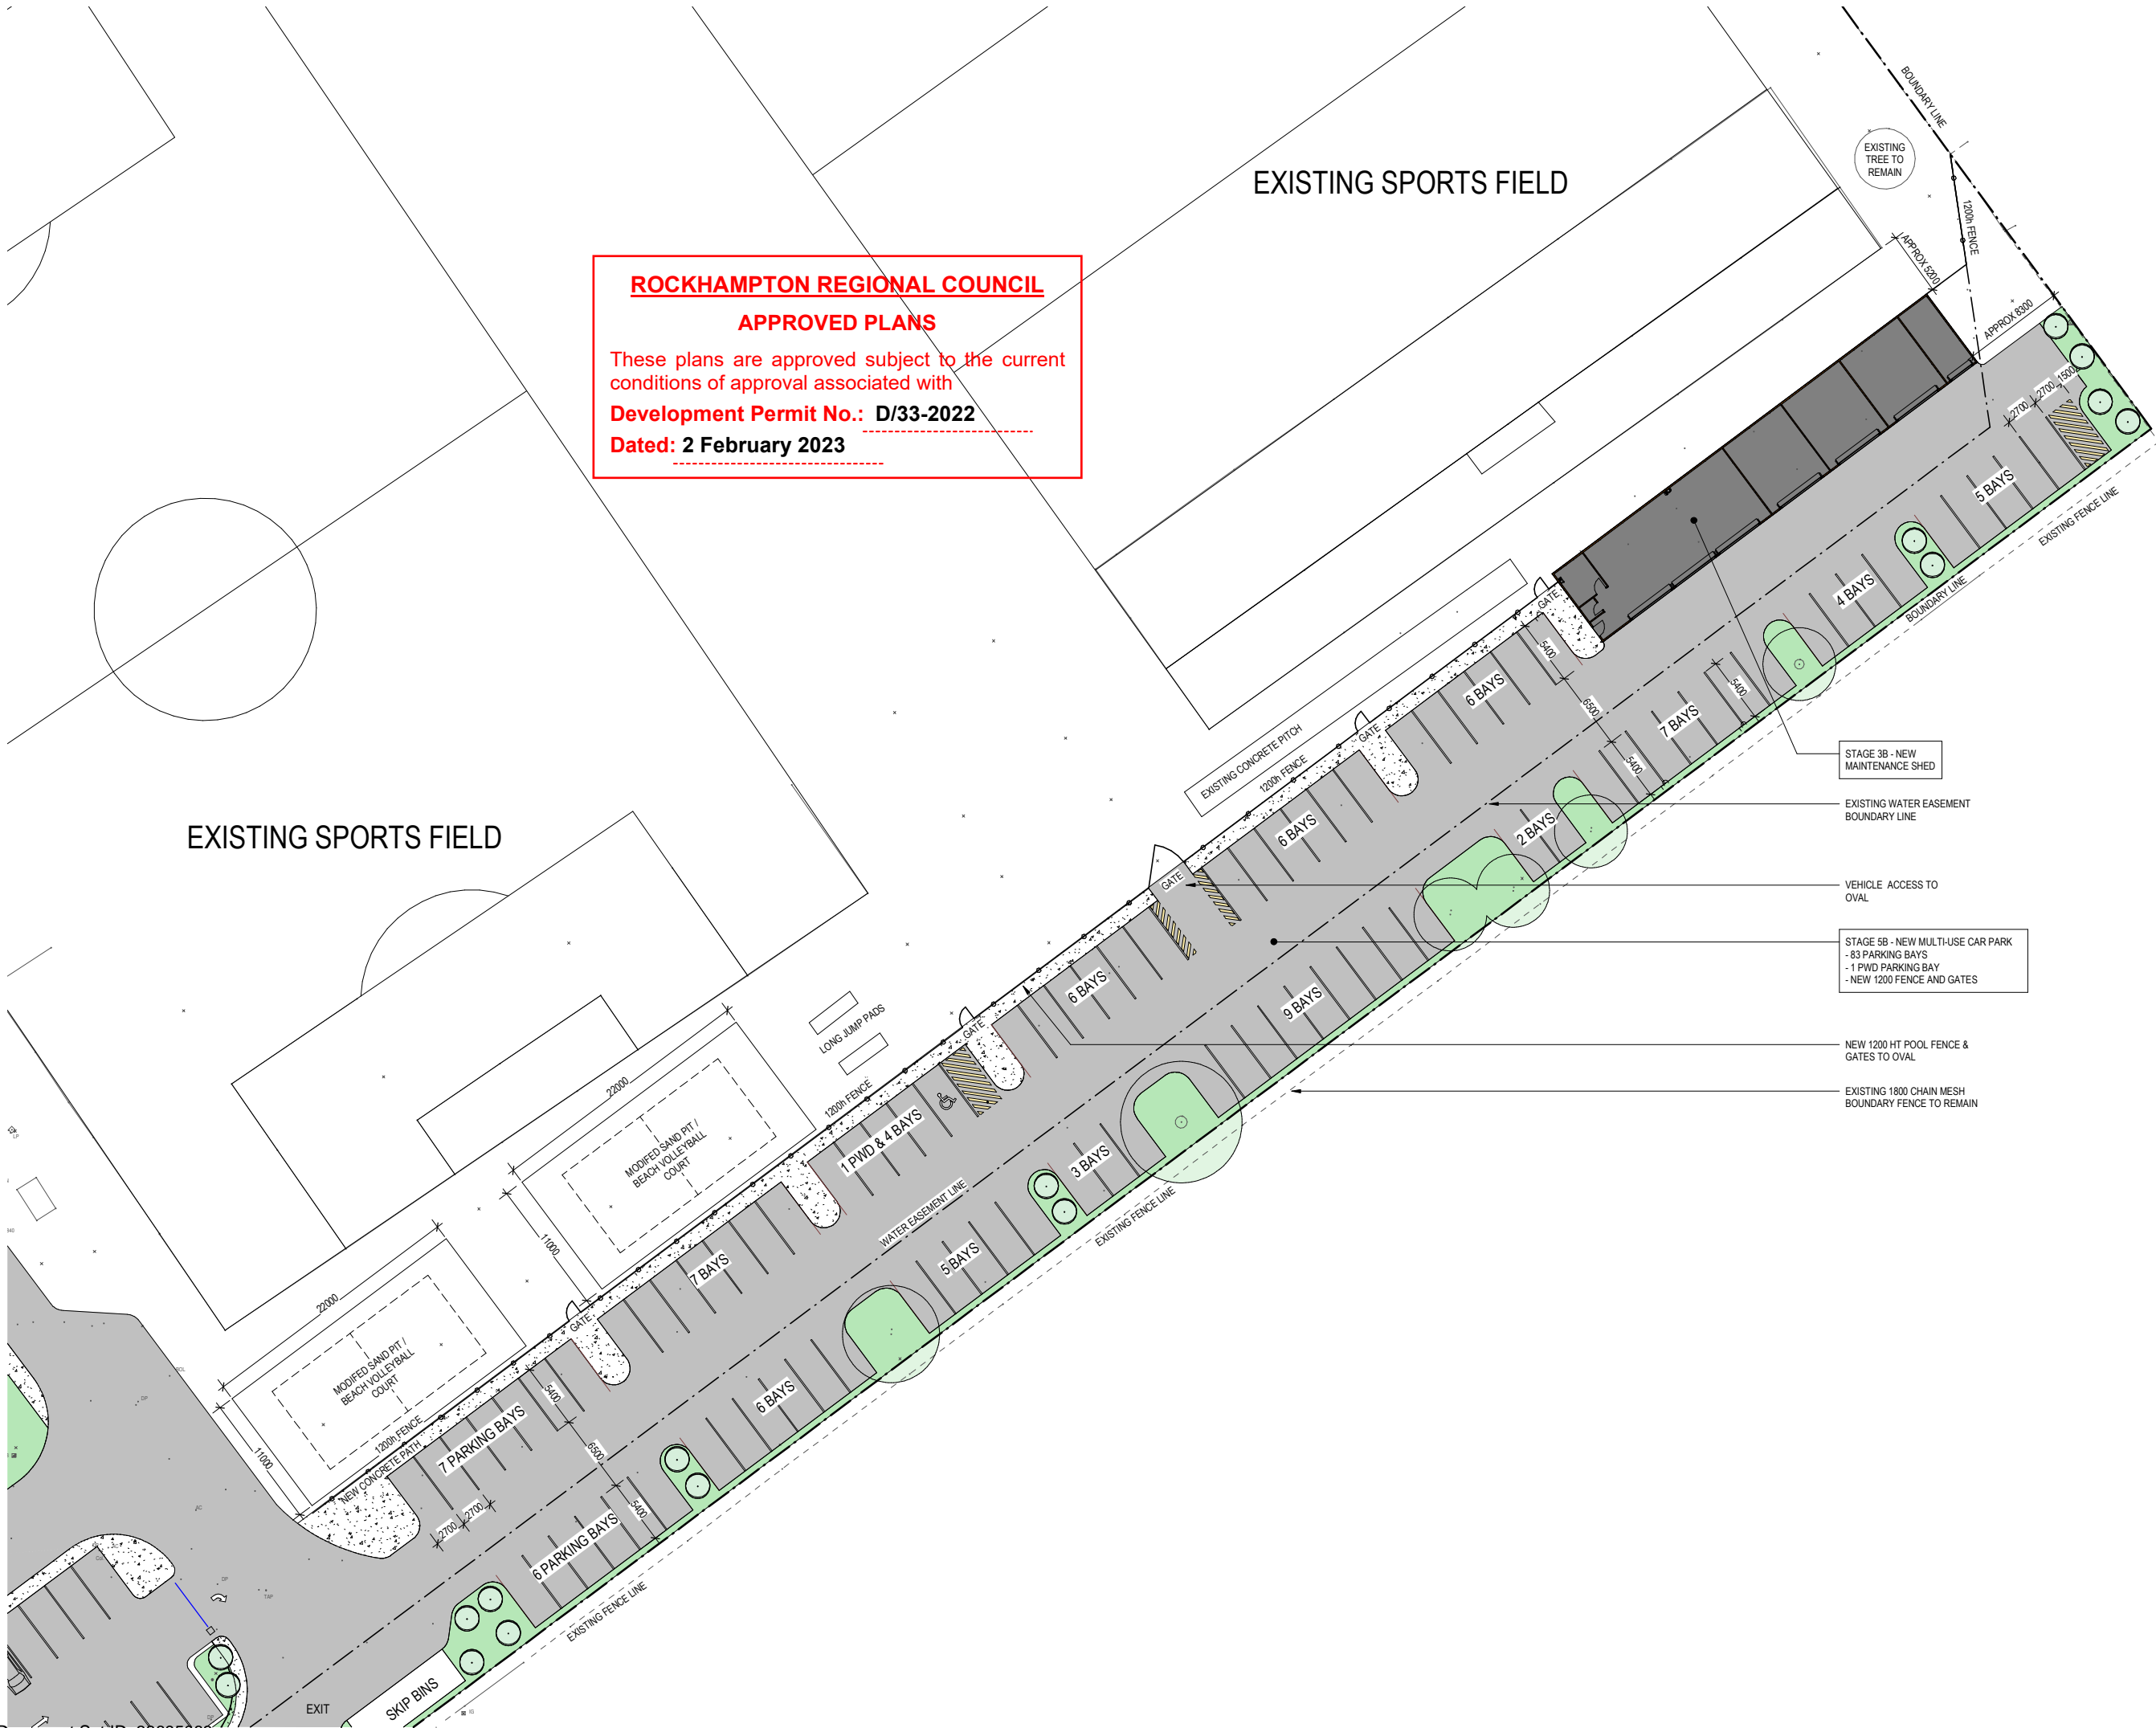 BOUNDARY LINE
EXISTING
TREE TO
REMAIN
1200h FENCE
APPROX 5200
APPROX 8300
EXISTING SPORTS FIELD
ROCKHAMPTON REGIONAL COUNCIL
APPROVED PLANS
These plans are approved subject to the current
conditions of approval associated with
Development Permit No.: D/33-2022
Dated: 2 February 2023
2700
2700
1500
5 BAYS
EXISTING FENCE LINE
4 BAYS
BOUNDARY LINE
GATE
5400
6 BAYS
6500
5400
7 BAYS
5400
GATE
EXISTING CONCRETE PITCH
1200h FENCE
6 BAYS
2 BAYS
STAGE 3B - NEW
MAINTENANCE SHED
EXISTING WATER EASEMENT
BOUNDARY LINE
GATE
VEHICLE ACCESS TO
OVAL
STAGE 5B - NEW MULTI-USE CAR PARK
- 83 PARKING BAYS
- 1 PWD PARKING BAY
- NEW 1200 FENCE AND GATES
NEW 1200 HT POOL FENCE &
GATES TO OVAL
EXISTING 1800 CHAIN MESH
BOUNDARY FENCE TO REMAIN
EXISTING SPORTS FIELD
6 BAYS
9 BAYS
LONG JUMP PADS
GATE
22000
1200h FENCE
1 PWD & 4 BAYS
MODIFED SAND PIT /
BEACH VOLLEYBALL
COURT
3 BAYS
WATER EASEMENT LINE
EXISTING FENCE LINE
11000
7 BAYS
5 BAYS
22000
GATE
MODIFED SAND PIT /
BEACH VOLLEYBALL
COURT
5400
6 BAYS
1200h FENCE
NEW CONCRETE PATH
7 PARKING BAYS
6500
11000
2700
2700
5400
6 PARKING BAYS
EXISTING FENCE LINE
LP
TAP
EXIT
SKIP BINS